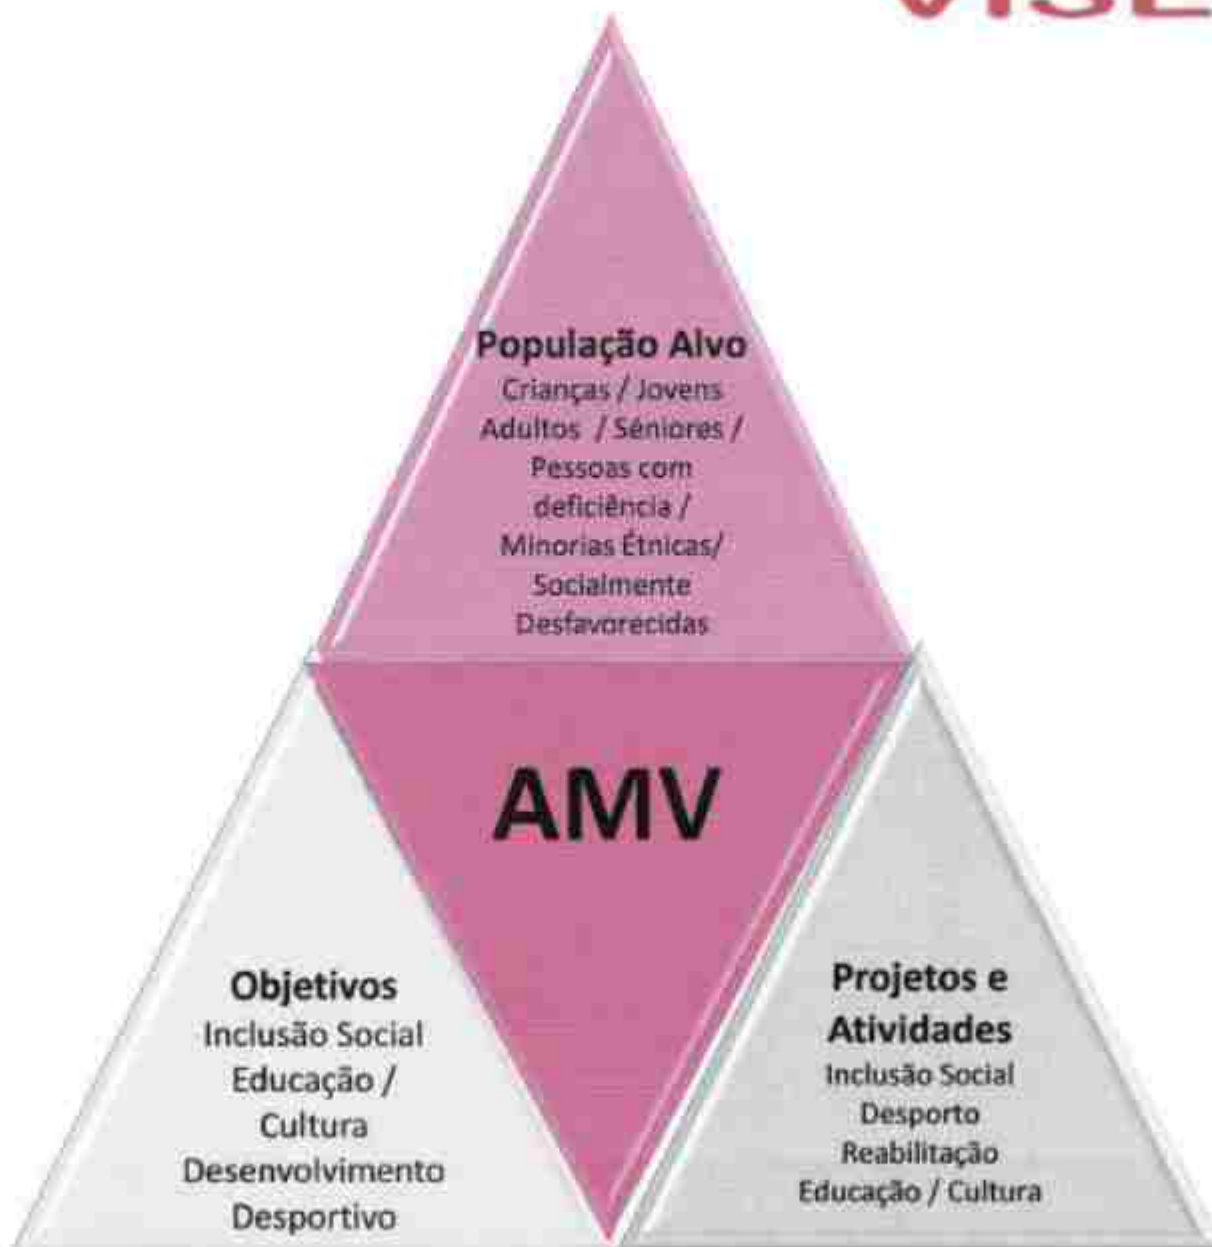 População Alvo
Crianças / Jovens
Adultos / Séniores /
Pessoas com
deficiência /
Minorias Étnicas/
Socialmente
Desfavorecidas
AMV
Objetivos
Inclusão Social
Educação /
Cultura
Desenvolvimento
Desportivo
Projetos e
Atividades
Inclusão Social
Desporto
Reabilitação
Educação / Cultura